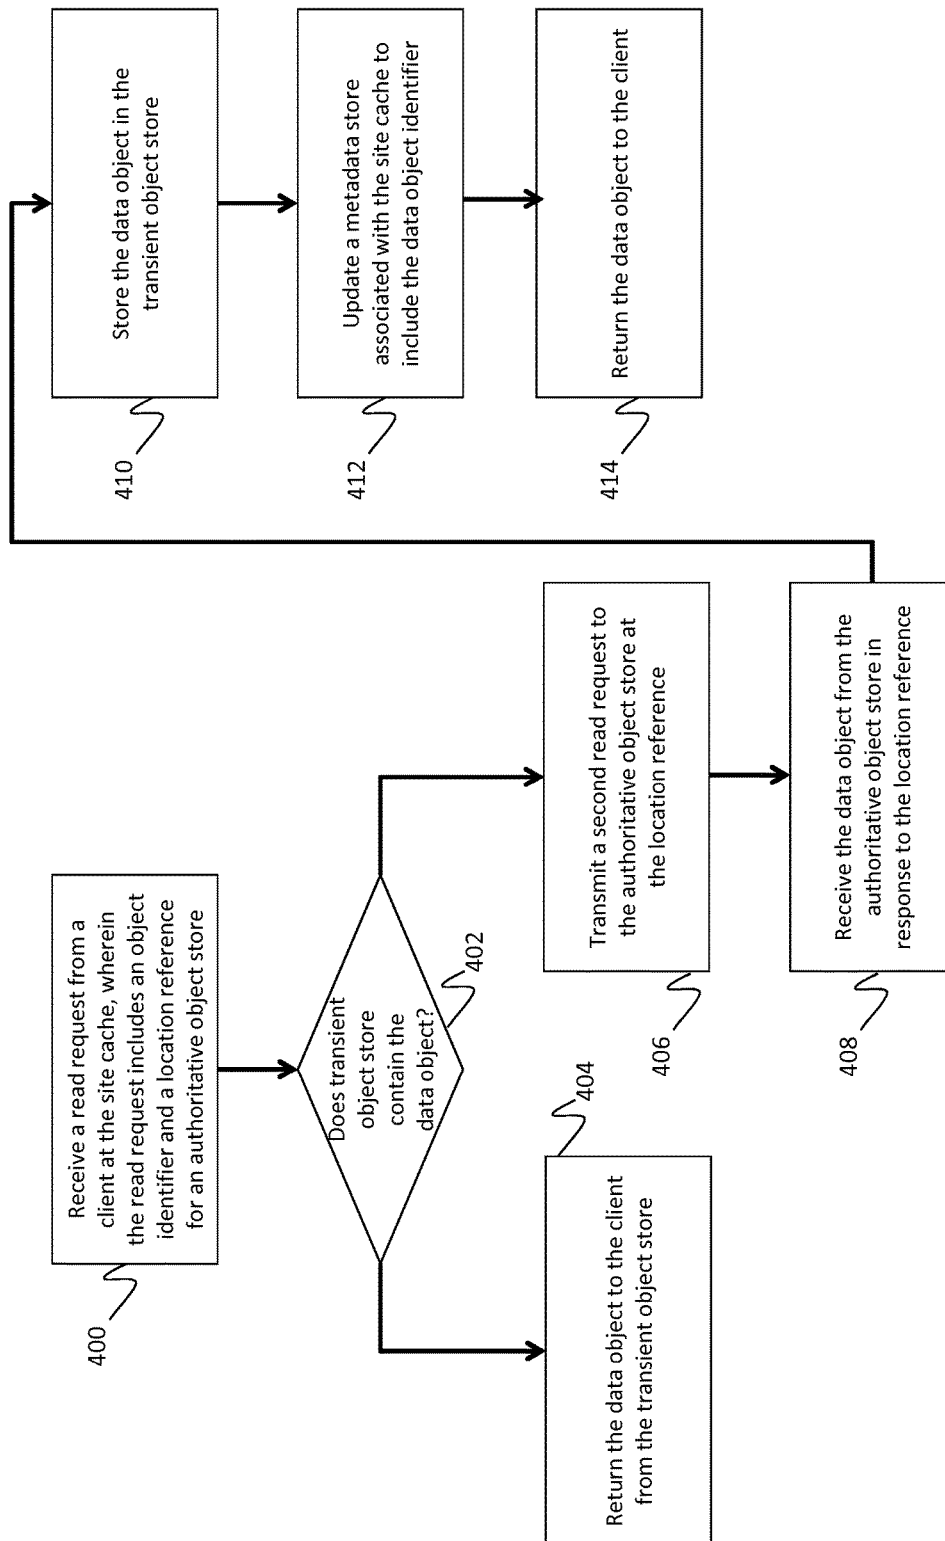 Receive a read request from a
client at the site cache, wherein
the read request includes an object
identifier and a location reference
for an authoritative object store
400
Does transient
object store
contain the
data object?
402
Return the data object to the client
from the transient object store
404
Transmit a second read request to
the authoritative object store at
the location reference
406
Receive the data object from the
authoritative object store in
response to the location reference
408
Store the data object in the
transient object store
410
Update a metadata store
associated with the site cache to
include the data object identifier
412
Return the data object to the client
414